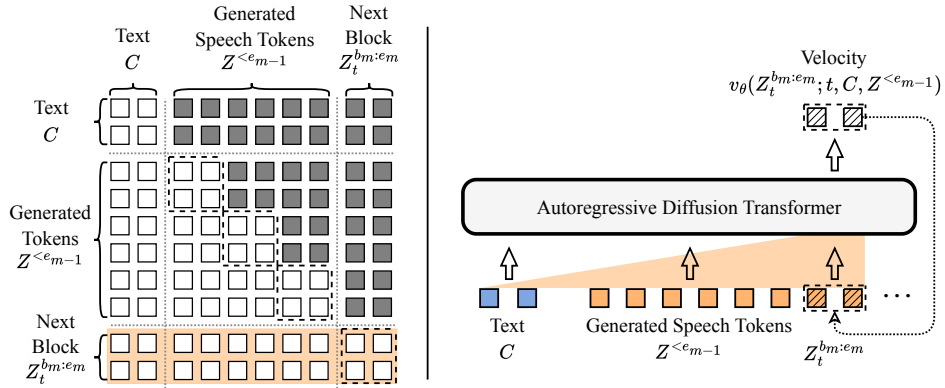 Text
C
Generated
Speech Tokens
Z^{<e_{m-1}}
Next
Block
Z_t^{b_m:e_m}
Text
C
Generated
Tokens
Z^{<e_{m-1}}
Next
Block
Z_t^{b_m:e_m}
Velocity
v_θ(Z_t^{b_m:e_m}; t, C, Z^{<e_{m-1}})
Autoregressive Diffusion Transformer
Text
C
Generated Speech Tokens
Z^{<e_{m-1}}
Z_t^{b_m:e_m}
...